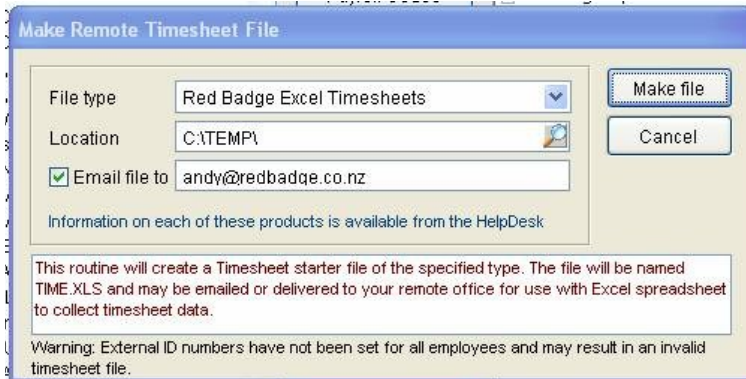 Make Remote Timesheet File
File type
Red Badge Excel Timesheets
Make file
Location
C:\TEMP\
Cancel
Email file to
andy@redbadge.co.nz
Information on each of these products is available from the HelpDesk
This routine will create a Timesheet starter file of the specified type. The file will be named
TIME.XLS and may be emailed or delivered to your remote office for use with Excel spreadsheet
to collect timesheet data.
Warning: External ID numbers have not been set for all employees and may result in an invalid
timesheet file.